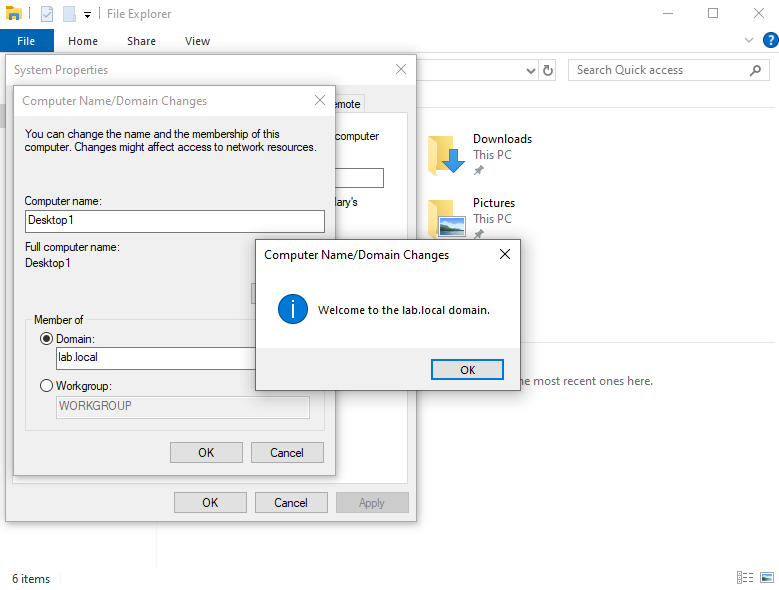 File Explorer
File Home Share View
System Properties
Search Quick access
Computer Name/Domain Changes
emote
You can change the name and the membership of this
computer. Changes might affect access to network resources.
computer
Downloads
This PC
ary's
Computer name:
Desktop1
Pictures
This PC
Full computer name:
Desktop1
Computer Name/Domain Changes
Welcome to the lab.local domain.
OK
Member of
Domain:
lab.local
Workgroup:
WORKGROUP
e most recent ones here.
OK Cancel
OK Cancel Apply
6 items